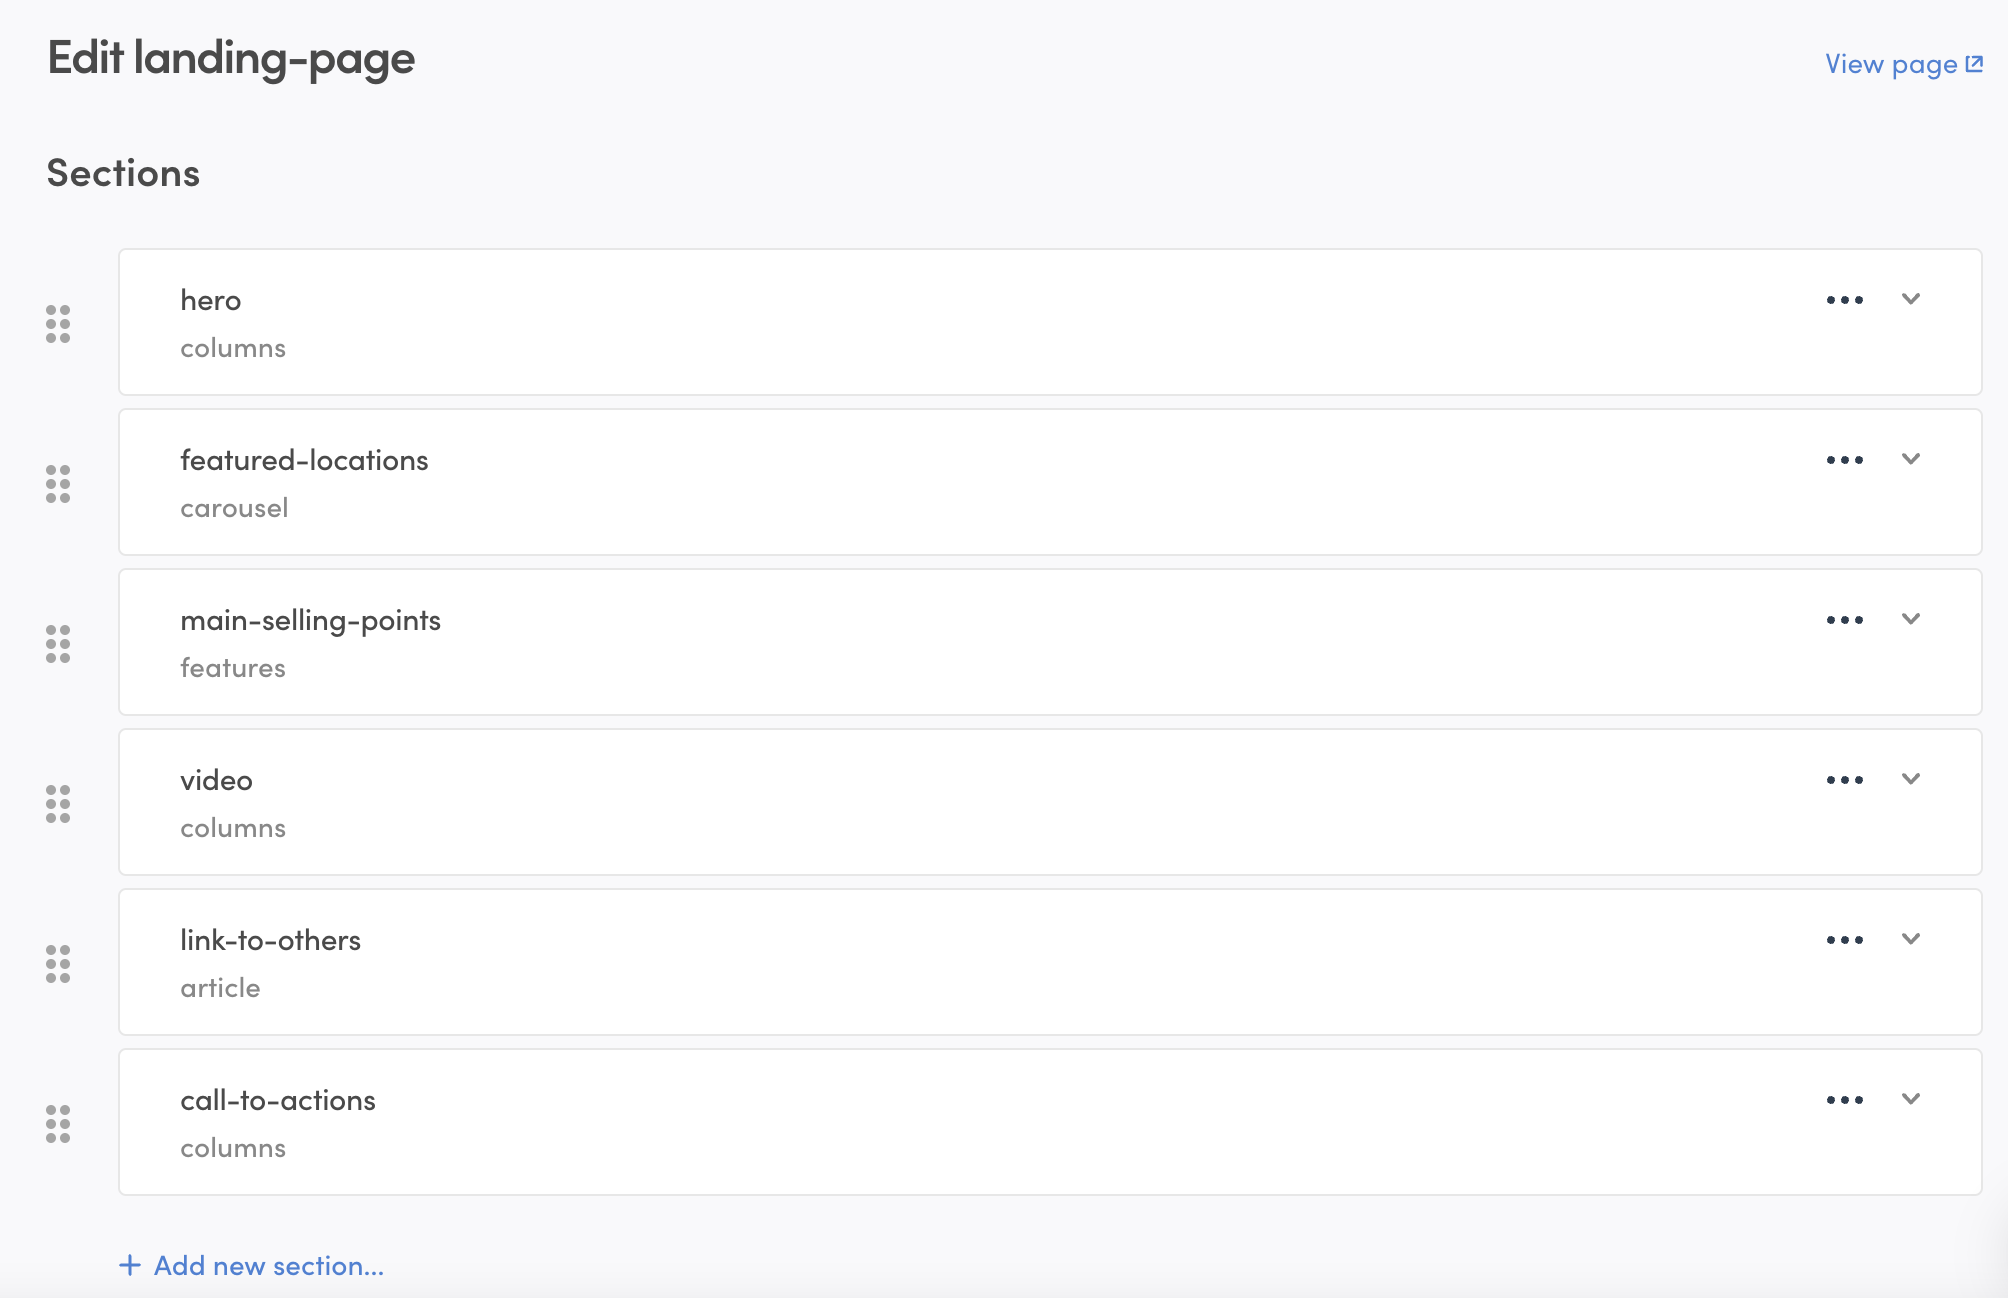 Edit landing-page
View page
Sections
hero
columns
featured-locations
carousel
main-selling-points
features
video
columns
link-to-others
article
call-to-actions
columns
+ Add new section...